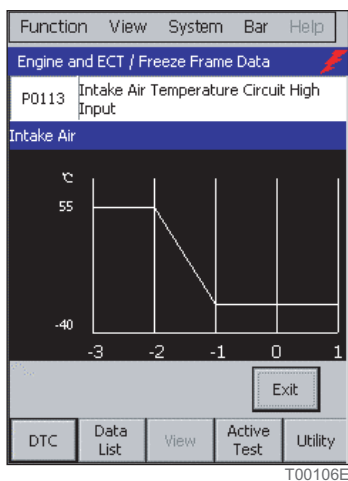 Function View System Bar Help
Engine and ECT / Freeze Frame Data
P0113 Intake Air Temperature Circuit High
Input
Intake Air
℃
55
-40
-3 -2 -1 0 1
Exit
DTC Data List View Active Test Utility
T00106E